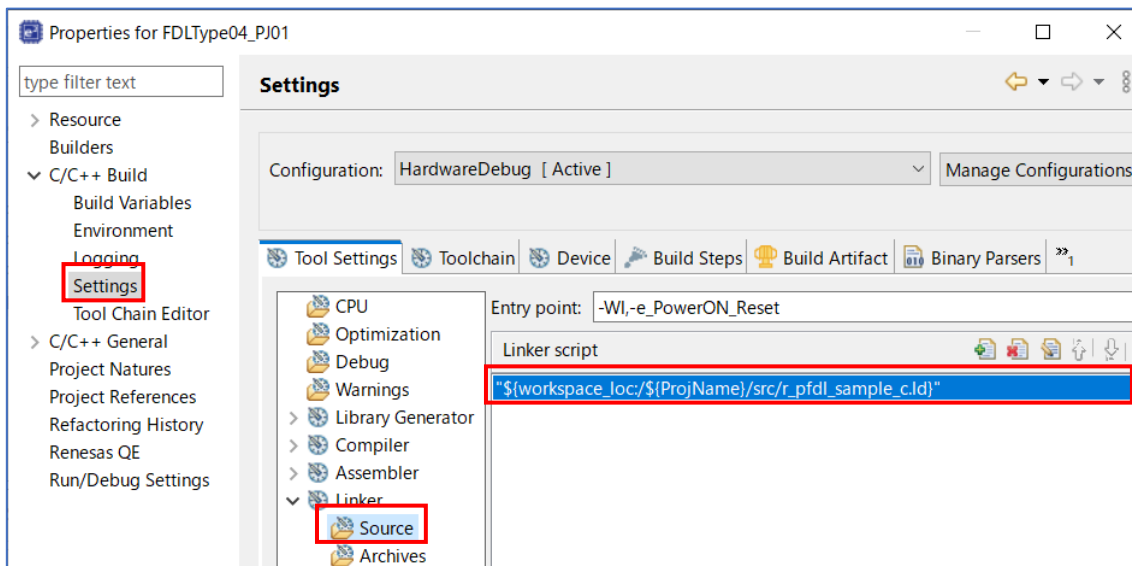 Properties for FDLType04_PJ01
type filter text
Resource
Builders
C/C++ Build
Build Variables
Environment
Logging
Settings
Tool Chain Editor
C/C++ General
Project Natures
Project References
Refactoring History
Renesas QE
Run/Debug Settings
Settings
Configuration: HardwareDebug [ Active ] Manage Configurations
Tool Settings Toolchain Device Build Steps Build Artifact Binary Parsers »1
CPU
Optimization
Debug
Warnings
Library Generator
Compiler
Assembler
Linker
Source
Archives
Entry point: -Wl,-e_PowerON_Reset
Linker script
"${workspace_loc:/${ProjName}/src/r_pfdl_sample_c.ld}"